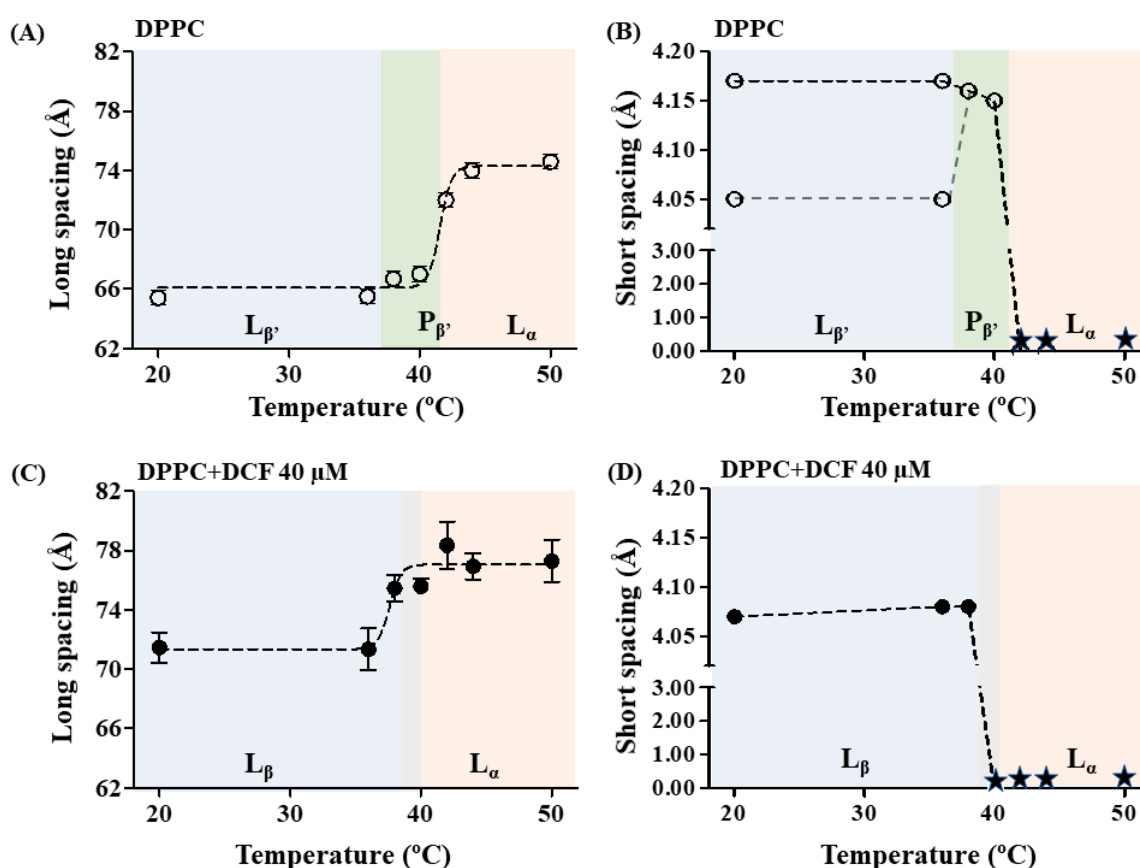 (A) DPPC
82
78
74
70
66
62
Long spacing (Å)
Lβ’ Pβ’ Lα
20 30 40 50
Temperature (ºC)
(B) DPPC
4.20
4.15
4.10
4.05
3.00
2.00
1.00
0.00
Short spacing (Å)
Lβ’ Pβ’ Lα
20 30 40 50
Temperature (ºC)
(C) DPPC+DCF 40 µM
82
78
74
70
66
62
Long spacing (Å)
Lβ Lα
20 30 40 50
Temperature (ºC)
(D) DPPC+DCF 40 µM
4.20
4.15
4.10
4.05
3.00
2.00
1.00
0.00
Short spacing (Å)
Lβ Lα
20 30 40 50
Temperature (ºC)